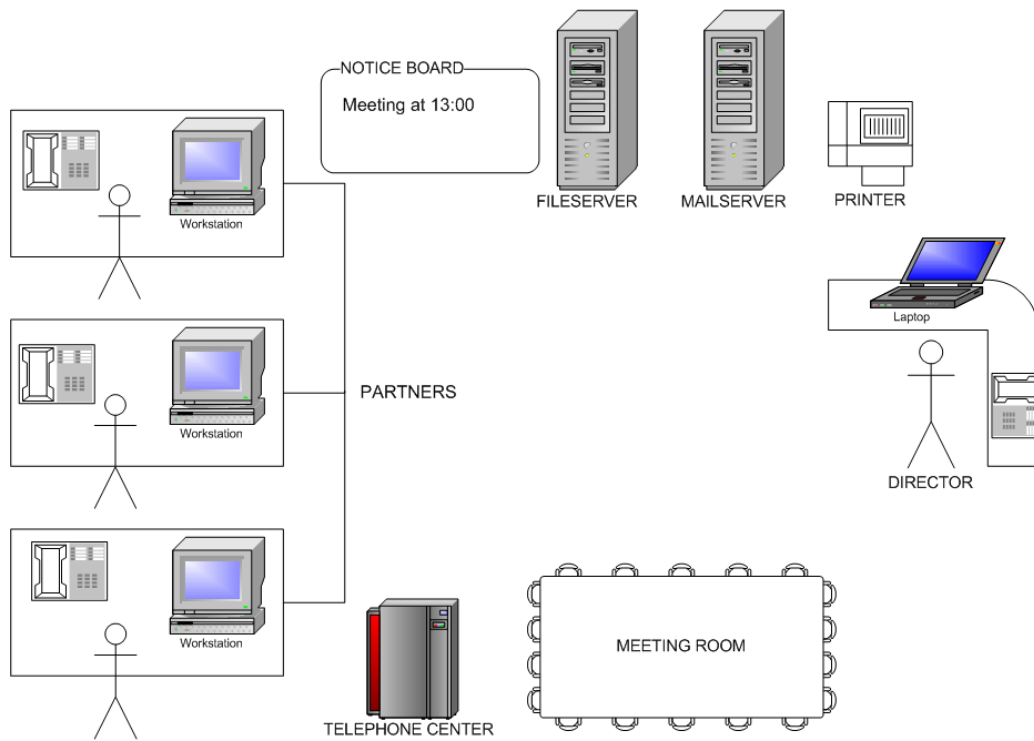 NOTICE BOARD
Meeting at 13:00
FILESERVER
MAILSERVER
PRINTER
Workstation
Laptop
PARTNERS
Workstation
DIRECTOR
Workstation
MEETING ROOM
TELEPHONE CENTER